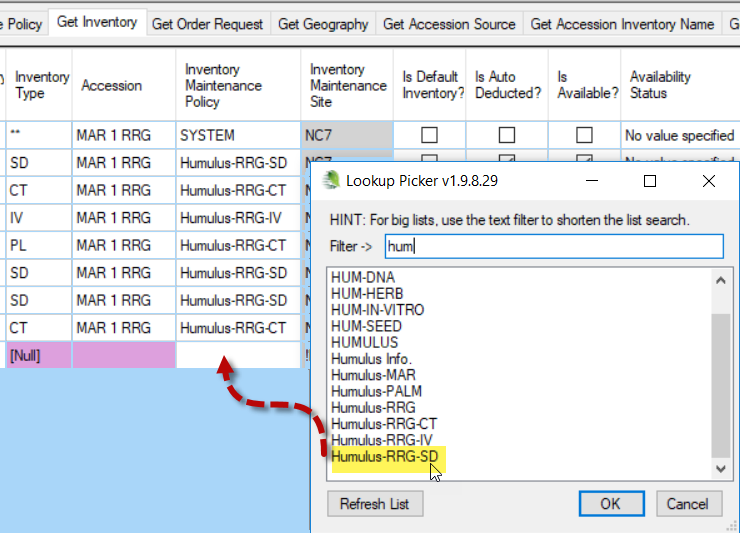 e Policy Get Inventory Get Order Request Get Geography Get Accession Source Get Accession Inventory Name G
Inventory Type Accession Inventory Maintenance Policy Inventory Maintenance Site Is Default Inventory? Is Auto Deducted? Is Available? Availability Status
** MAR 1 RRG SYSTEM NC7 No value specified
SD MAR 1 RRG Humulus-RRG-SD NC7 No value specified
CT MAR 1 RRG Humulus-RRG-CT
IV MAR 1 RRG Humulus-RRG-IV
PL MAR 1 RRG Humulus-RRG-CT
SD MAR 1 RRG Humulus-RRG-SD
SD MAR 1 RRG Humulus-RRG-SD
CT MAR 1 RRG Humulus-RRG-CT
[Null]
Lookup Picker v1.9.8.29
HINT: For big lists, use the text filter to shorten the list search.
Filter -> hum
HUM-DNA
HUM-HERB
HUM-IN-VITRO
HUM-SEED
HUMULUS
Humulus Info.
Humulus-MAR
Humulus-PALM
Humulus-RRG
Humulus-RRG-CT
Humulus-RRG-IV
Humulus-RRG-SD
Refresh List OK Cancel